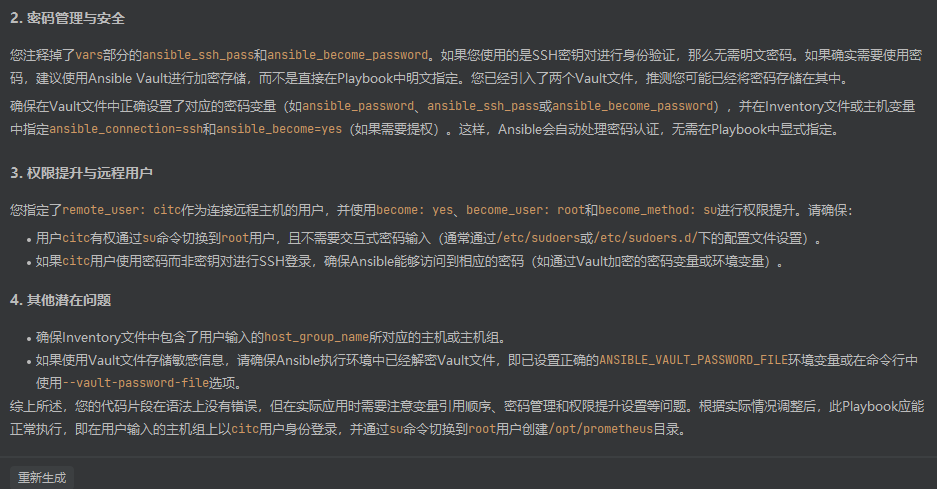 2. 密码管理与安全
您注释掉了vars部分的ansible_ssh_pass和ansible_become_password。如果您使用的是SSH密钥对进行身份验证，那么无需明文密码。如果确实需要使用密
码，建议使用Ansible Vault进行加密存储，而不是直接在Playbook中明文指定。您已经引入了两个Vault文件，推测您可能已经将密码存储在其中。
确保在Vault文件中正确设置了对应的密码变量（如ansible_password、ansible_ssh_pass或ansible_become_password），并在Inventory文件或主机变量
中指定ansible_connection=ssh和ansible_become=yes（如果需要提权）。这样，Ansible会自动处理密码认证，无需在Playbook中显式指定。
3. 权限提升与远程用户
您指定了remote_user: citc作为连接远程主机的用户，并使用become: yes、become_user: root和become_method: su进行权限提升。请确保：
• 用户citc有权通过su命令切换到root用户，且不需要交互式密码输入（通常通过/etc/sudoers或/etc/sudoers.d/下的配置文件设置）。
• 如果citc用户使用密码而非密钥对进行SSH登录，确保Ansible能够访问到相应的密码（如通过Vault加密的密码变量或环境变量）。
4. 其他潜在问题
• 确保Inventory文件中包含了用户输入的host_group_name所对应的主机或主机组。
• 如果使用Vault文件存储敏感信息，请确保Ansible执行环境中已经解密Vault文件，即已设置正确的ANSIBLE_VAULT_PASSWORD_FILE环境变量或在命令行中
使用--vault-password-file选项。
综上所述，您的代码片段在语法上没有错误，但在实际应用时需要注意变量引用顺序、密码管理和权限提升设置等问题。根据实际情况调整后，此Playbook应能
正常执行，即在用户输入的主机组上以citc用户身份登录，并通过su命令切换到root用户创建/opt/prometheus目录。
重新生成